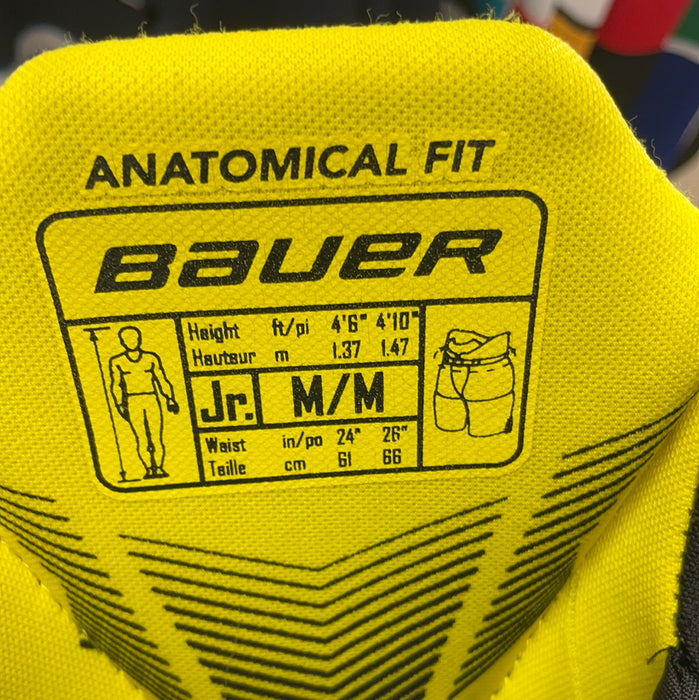 ANATOMICAL FIT
BAUER
Height ft/pi 4'6" 4'10"
Hauteur m 1.37 1.47
Jr. M/M
Waist in/po 24" 26"
Taille cm 61 66